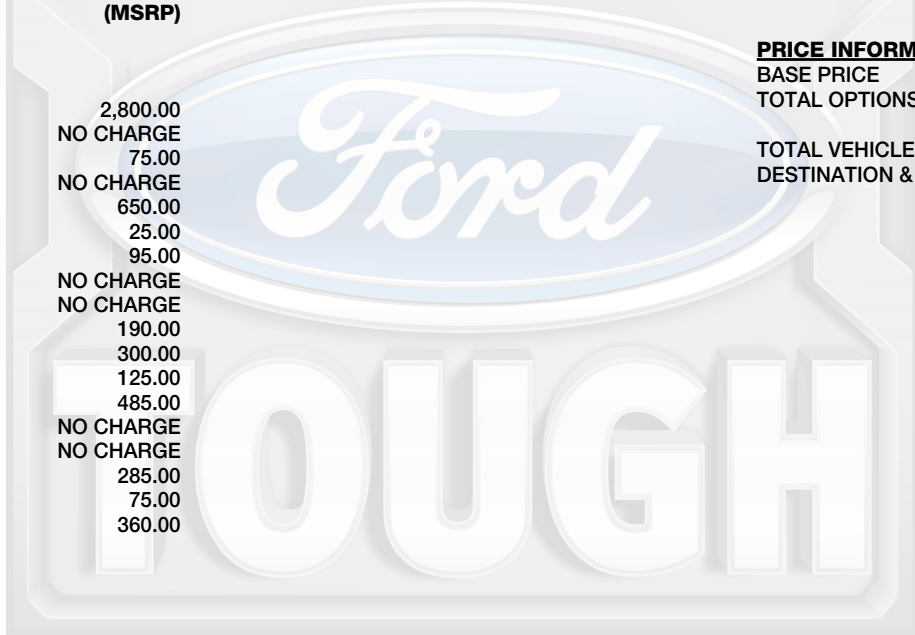 (MSRP)
2,800.00
NO CHARGE
75.00
NO CHARGE
650.00
25.00
95.00
NO CHARGE
NO CHARGE
190.00
300.00
125.00
485.00
NO CHARGE
NO CHARGE
285.00
75.00
360.00
PRICE INFORM
BASE PRICE
TOTAL OPTIONS
TOTAL VEHICLE
DESTINATION &
Ford
TOUGH